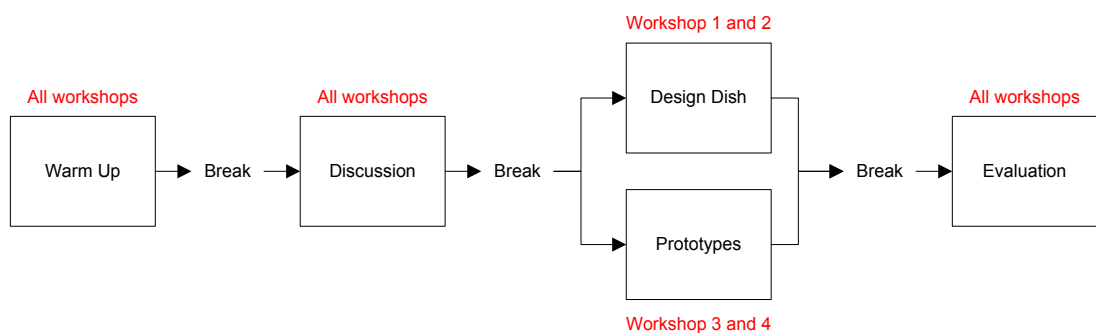 Workshop 1 and 2
All workshops
All workshops
Design Dish
All workshops
Warm Up
Break
Discussion
Break
Break
Evaluation
Prototypes
Workshop 3 and 4